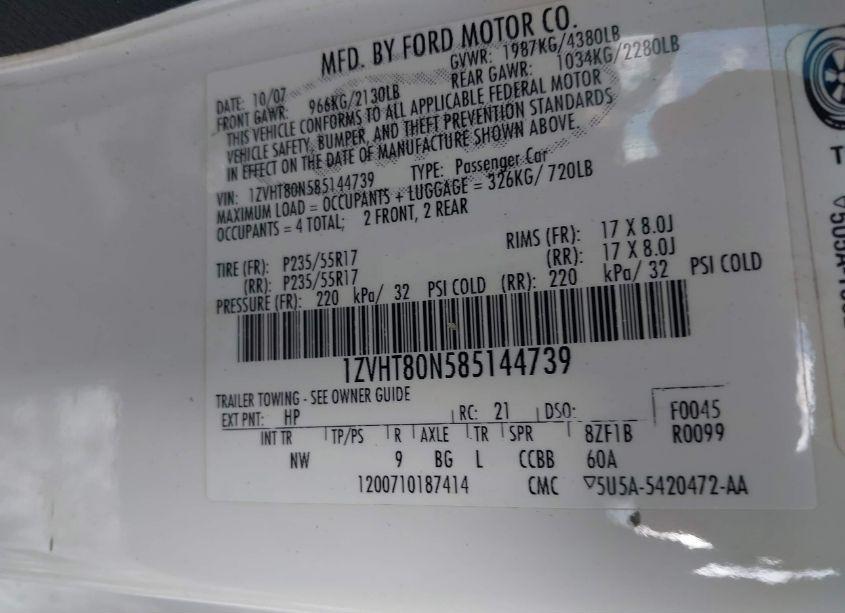 MFD. BY FORD MOTOR CO.
DATE: 10/07 GVWR: 1987KG/4380LB
FRONT GAWR: 966KG/2130LB REAR GAWR: 1034KG/2280LB
THIS VEHICLE CONFORMS TO ALL APPLICABLE FEDERAL MOTOR
VEHICLE SAFETY, BUMPER, AND THEFT PREVENTION STANDARDS
IN EFFECT ON THE DATE OF MANUFACTURE SHOWN ABOVE.
VIN: 1ZVHT80N585144739 TYPE: Passenger Car
MAXIMUM LOAD = OCCUPANTS + LUGGAGE = 326KG/ 720LB
OCCUPANTS = 4 TOTAL; 2 FRONT, 2 REAR
TIRE (FR): P235/55R17 RIMS (FR): 17 X 8.0J
(RR): P235/55R17 (RR): 17 X 8.0J
PRESSURE (FR): 220 kPa/ 32 PSI COLD (RR): 220 kPa/ 32 PSI COLD
1ZVHT80N585144739
TRAILER TOWING - SEE OWNER GUIDE
EXT PNT: HP RC: 21 DSO: F0045
INT TR TP/PS R AXLE TR SPR 8ZF1B R0099
NW 9 BG L CCBB 60A
1200710187414 CMC ▽5U5A-5420472-AA
T